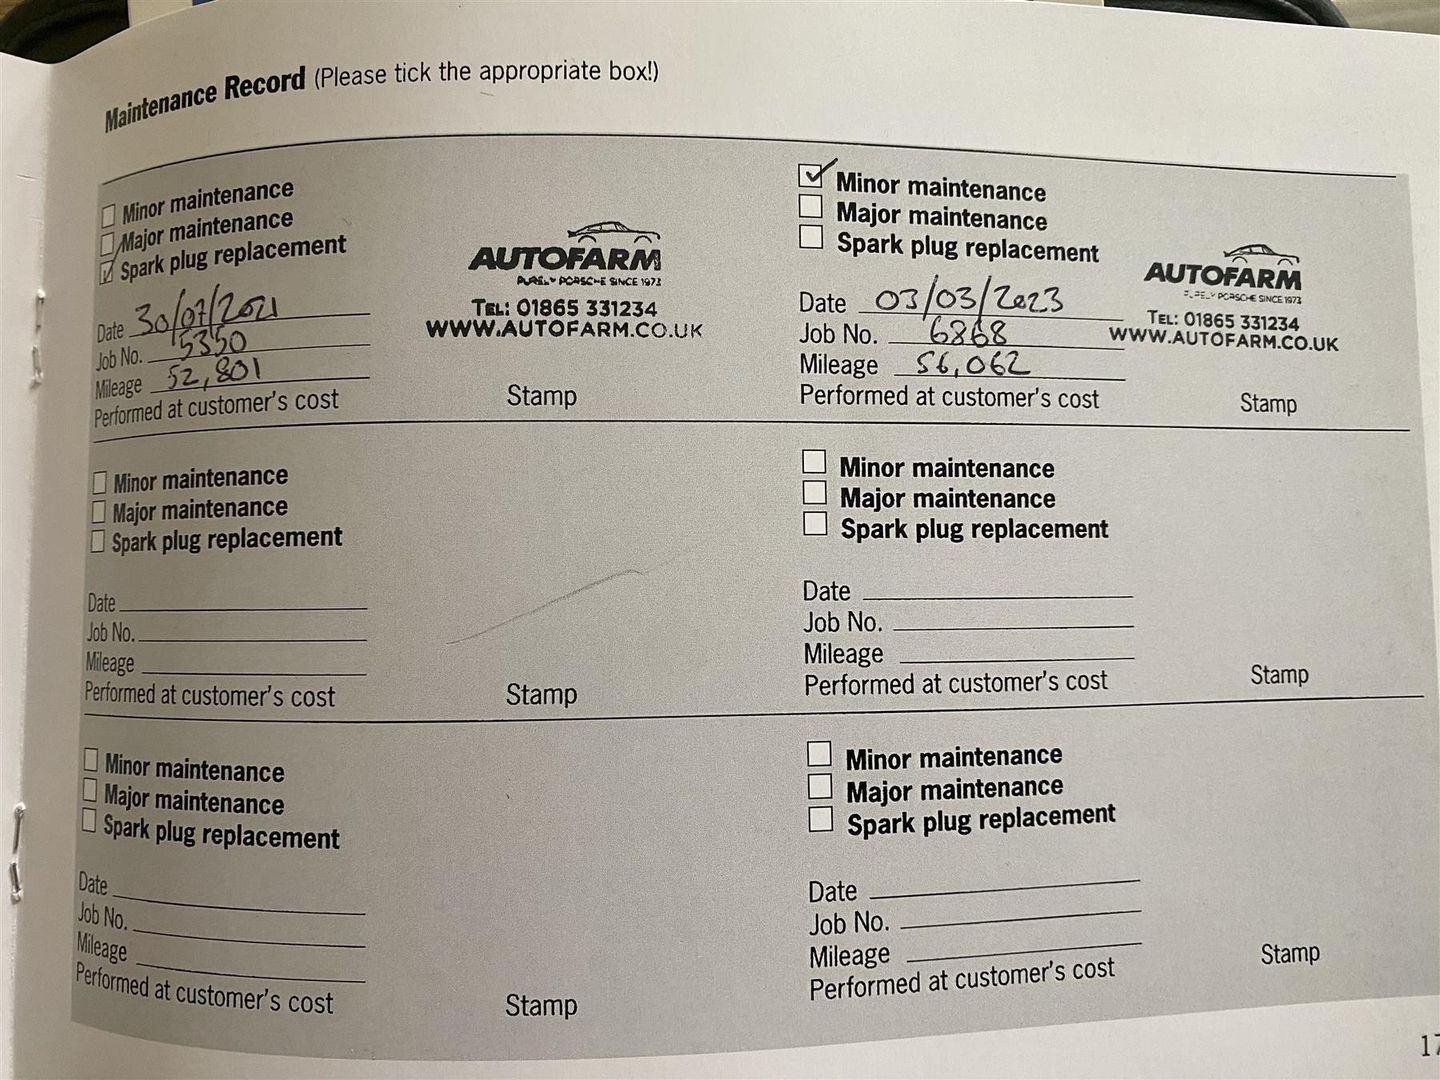 Maintenance Record (Please tick the appropriate box!)
Minor maintenance
Major maintenance
Spark plug replacement
Date 30/07/2021
Job No. 5350
Mileage 52,801
Performed at customer's cost
AUTOFARM
PURELY PORSCHE SINCE 1973
TEL: 01865 331234
WWW.AUTOFARM.CO.UK
Stamp
Minor maintenance
Major maintenance
Spark plug replacement
Date 03/03/2023
Job No. 6868
Mileage 56,062
Performed at customer's cost
AUTOFARM
PURELY PORSCHE SINCE 1973
TEL: 01865 331234
WWW.AUTOFARM.CO.UK
Stamp
Minor maintenance
Major maintenance
Spark plug replacement
Date
Job No.
Mileage
Performed at customer's cost
Stamp
Minor maintenance
Major maintenance
Spark plug replacement
Date
Job No.
Mileage
Performed at customer's cost
Stamp
Minor maintenance
Major maintenance
Spark plug replacement
Date
Job No.
Mileage
Performed at customer's cost
Stamp
Minor maintenance
Major maintenance
Spark plug replacement
Date
Job No.
Mileage
Performed at customer's cost
Stamp
17